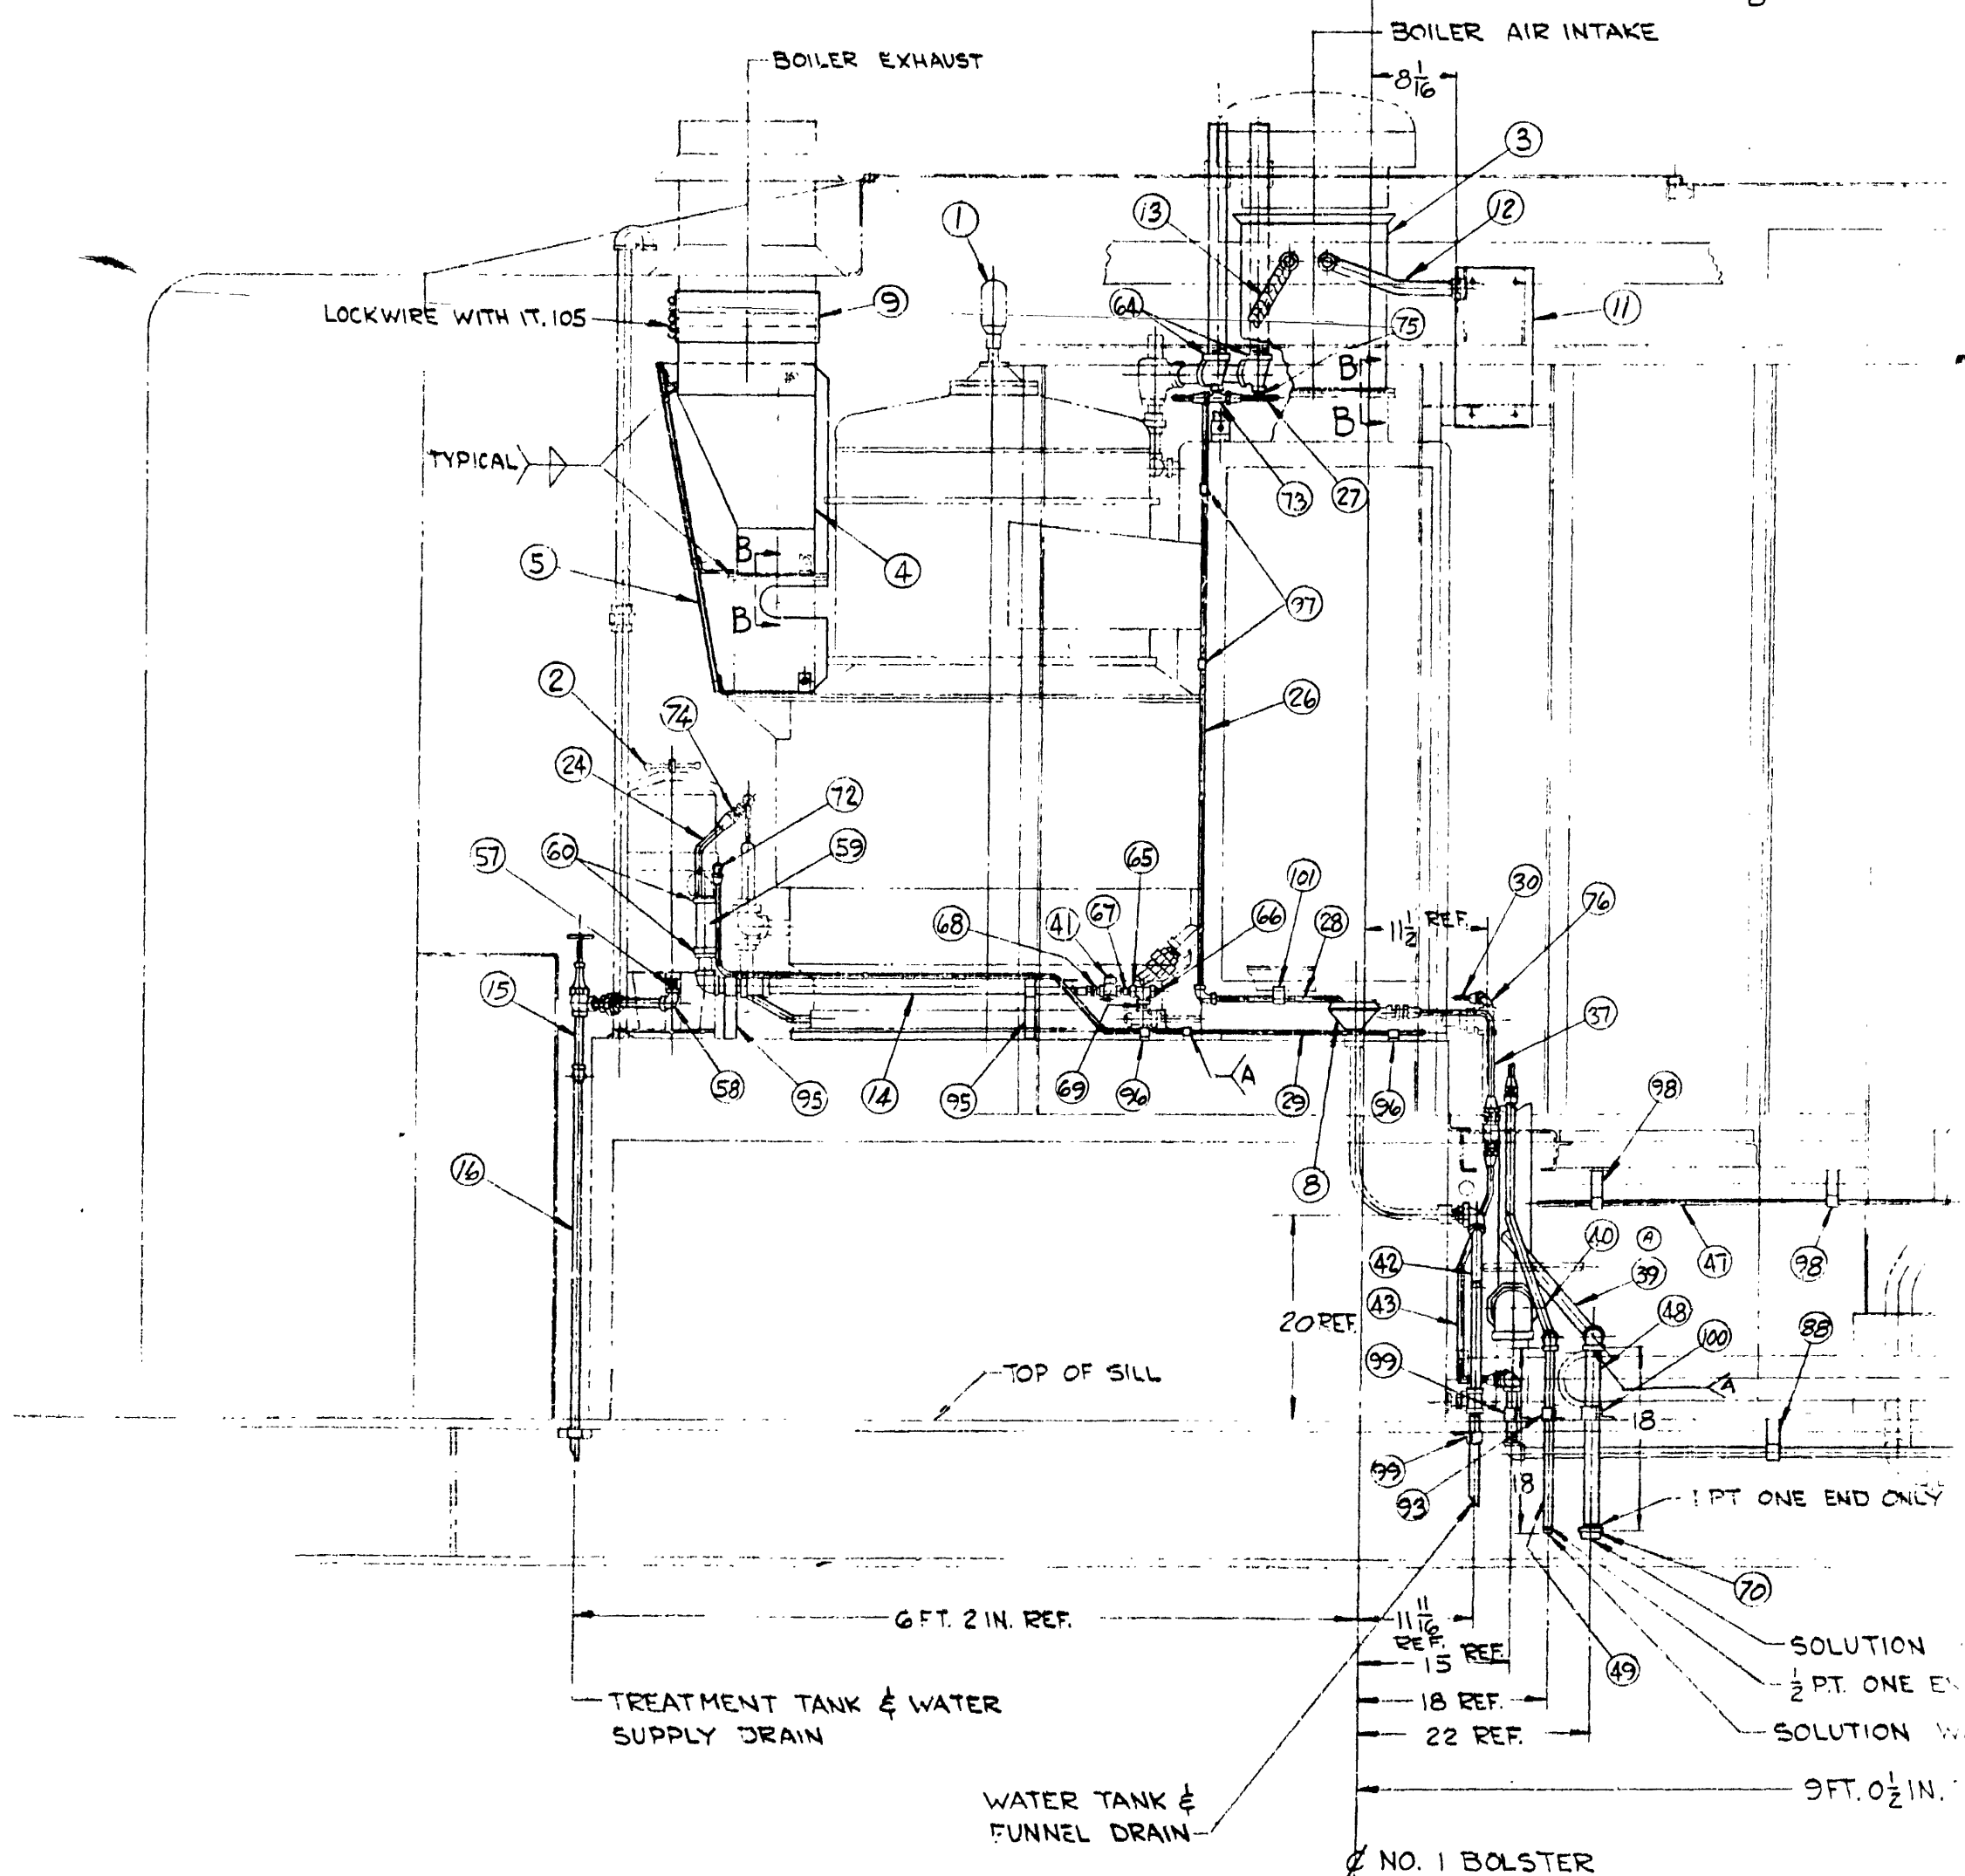 BOILER AIR INTAKE
BOILER EXHAUST
8 1/16
3
1
13
12
9
64
75
11
LOCKWIRE WITH IT. 105
B
B
TYPICAL
73
27
5
B
4
B
97
2
74
26
24
72
60
59
57
65
101
30
76
68
41
67
66
28
11 1/2 REF.
15
37
58
95
14
95
69
96
A
29
96
98
16
8
42
40
A
39
47
98
43
48
20 REF.
100
88
99
TOP OF SILL
A
18
99
93
18
1 PT ONE END ONLY
70
6 FT. 2 IN. REF.
11 11/16
REF.
15 REF.
49
SOLUTION
1/2 P.T. ONE
18 REF.
TREATMENT TANK & WATER
SUPPLY DRAIN
22 REF.
SOLUTION
9 FT. 0 1/2 IN.
WATER TANK &
FUNNEL DRAIN
℄ NO. 1 BOLSTER